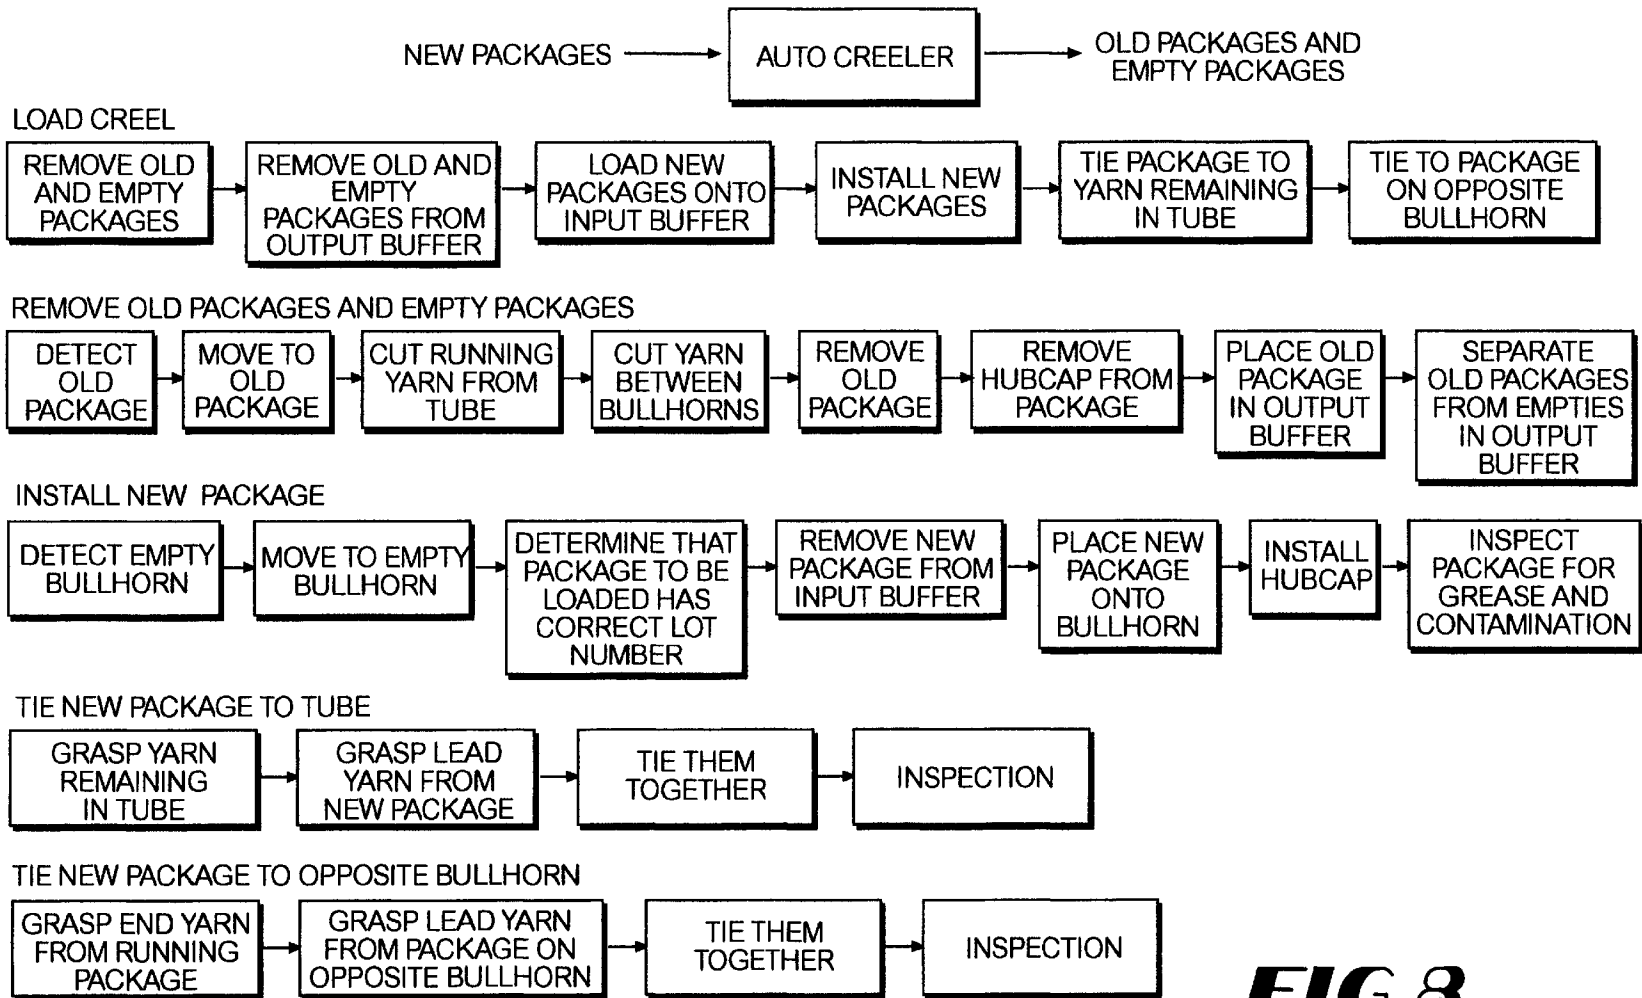 NEW PACKAGES
AUTO CREELER
OLD PACKAGES AND
EMPTY PACKAGES
LOAD CREEL
REMOVE OLD
AND EMPTY
PACKAGES
REMOVE OLD AND
EMPTY
PACKAGES FROM
OUTPUT BUFFER
LOAD NEW
PACKAGES ONTO
INPUT BUFFER
INSTALL NEW
PACKAGES
TIE PACKAGE TO
YARN REMAINING
IN TUBE
TIE TO PACKAGE
ON OPPOSITE
BULLHORN
REMOVE OLD PACKAGES AND EMPTY PACKAGES
DETECT
OLD
PACKAGE
MOVE TO
OLD
PACKAGE
CUT RUNNING
YARN FROM
TUBE
CUT YARN
BETWEEN
BULLHORNS
REMOVE
OLD
PACKAGE
REMOVE
HUBCAP FROM
PACKAGE
PLACE OLD
PACKAGE
IN OUTPUT
BUFFER
SEPARATE
OLD PACKAGES
FROM EMPTIES
IN OUTPUT
BUFFER
INSTALL NEW PACKAGE
DETECT EMPTY
BULLHORN
MOVE TO EMPTY
BULLHORN
DETERMINE THAT
PACKAGE TO BE
LOADED HAS
CORRECT LOT
NUMBER
REMOVE NEW
PACKAGE FROM
INPUT BUFFER
PLACE NEW
PACKAGE
ONTO
BULLHORN
INSTALL
HUBCAP
INSPECT
PACKAGE FOR
GREASE AND
CONTAMINATION
TIE NEW PACKAGE TO TUBE
GRASP YARN
REMAINING
IN TUBE
GRASP LEAD
YARN FROM
NEW PACKAGE
TIE THEM
TOGETHER
INSPECTION
TIE NEW PACKAGE TO OPPOSITE BULLHORN
GRASP END YARN
FROM RUNNING
PACKAGE
GRASP LEAD YARN
FROM PACKAGE ON
OPPOSITE BULLHORN
TIE THEM
TOGETHER
INSPECTION
FIG 8